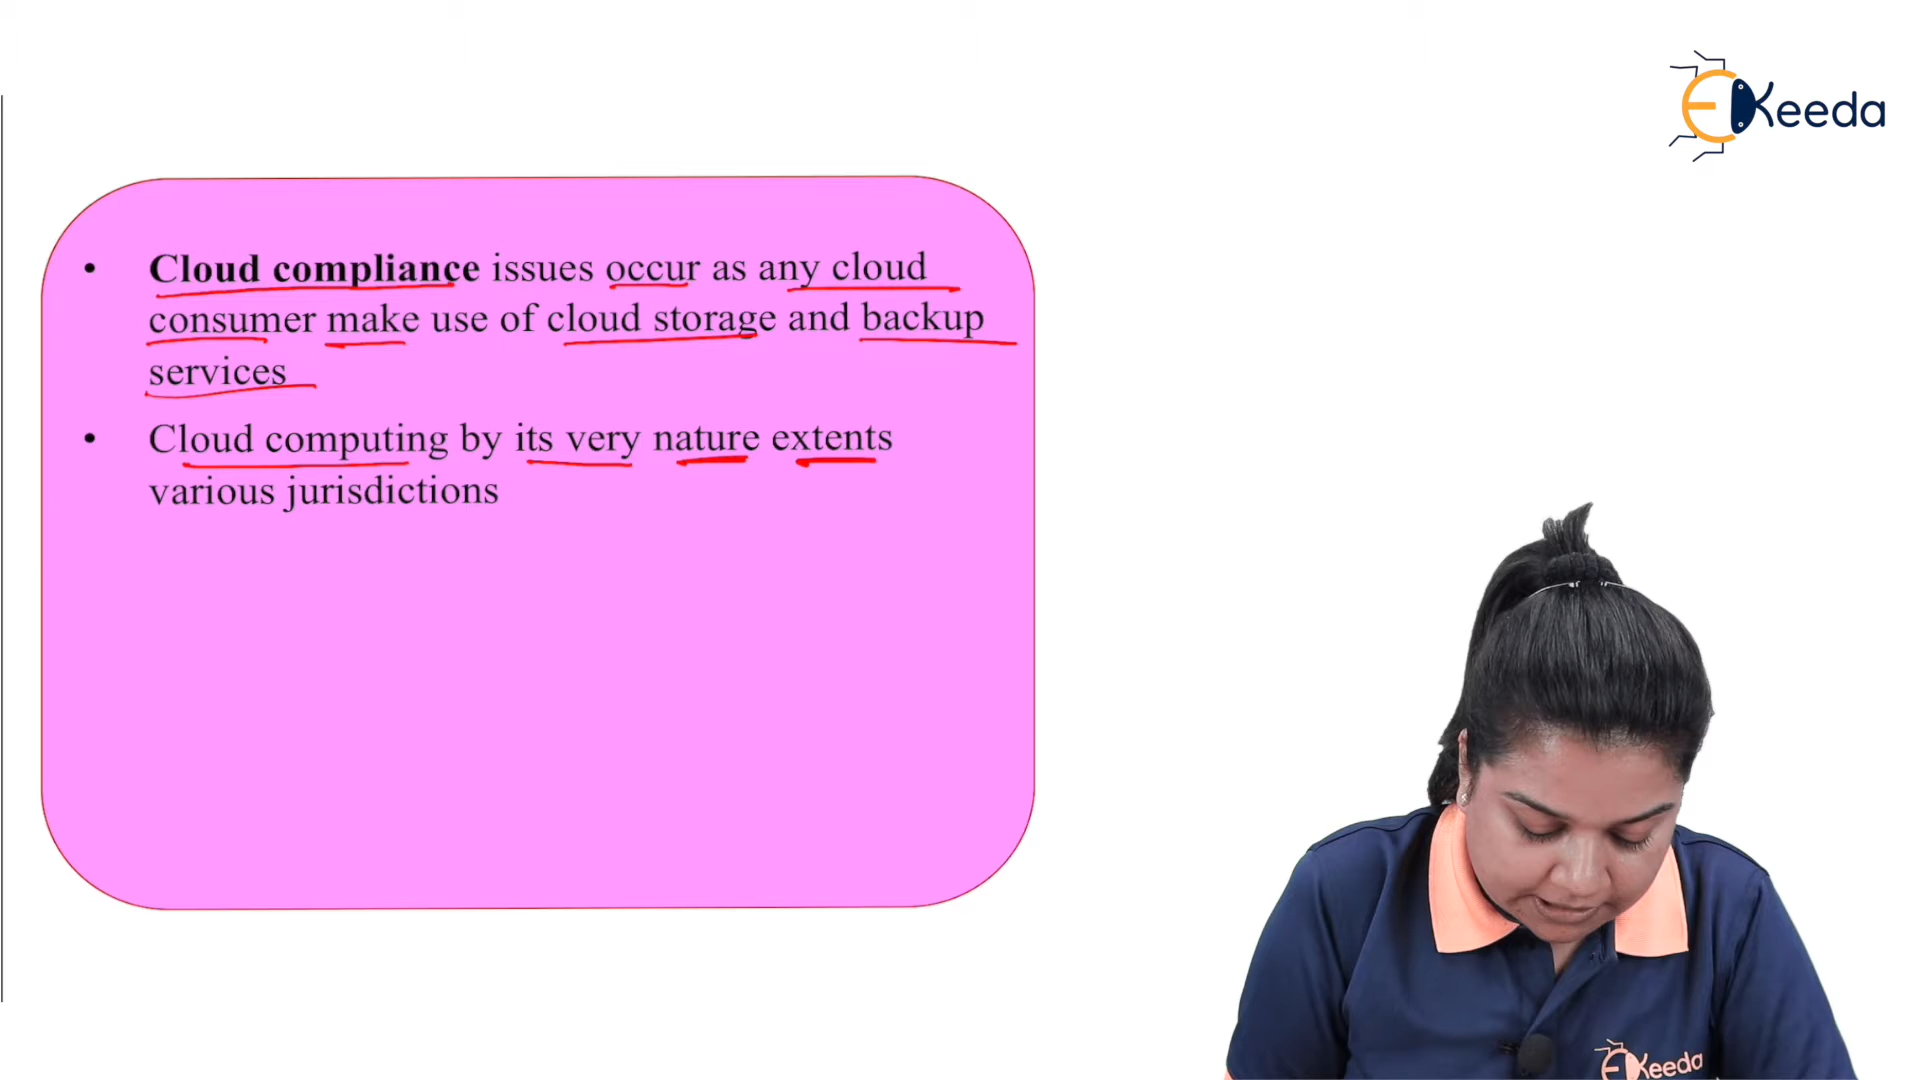 EKeeda
• Cloud compliance issues occur as any cloud
consumer make use of cloud storage and backup
services
• Cloud computing by its very nature extents
various jurisdictions
EKeeda